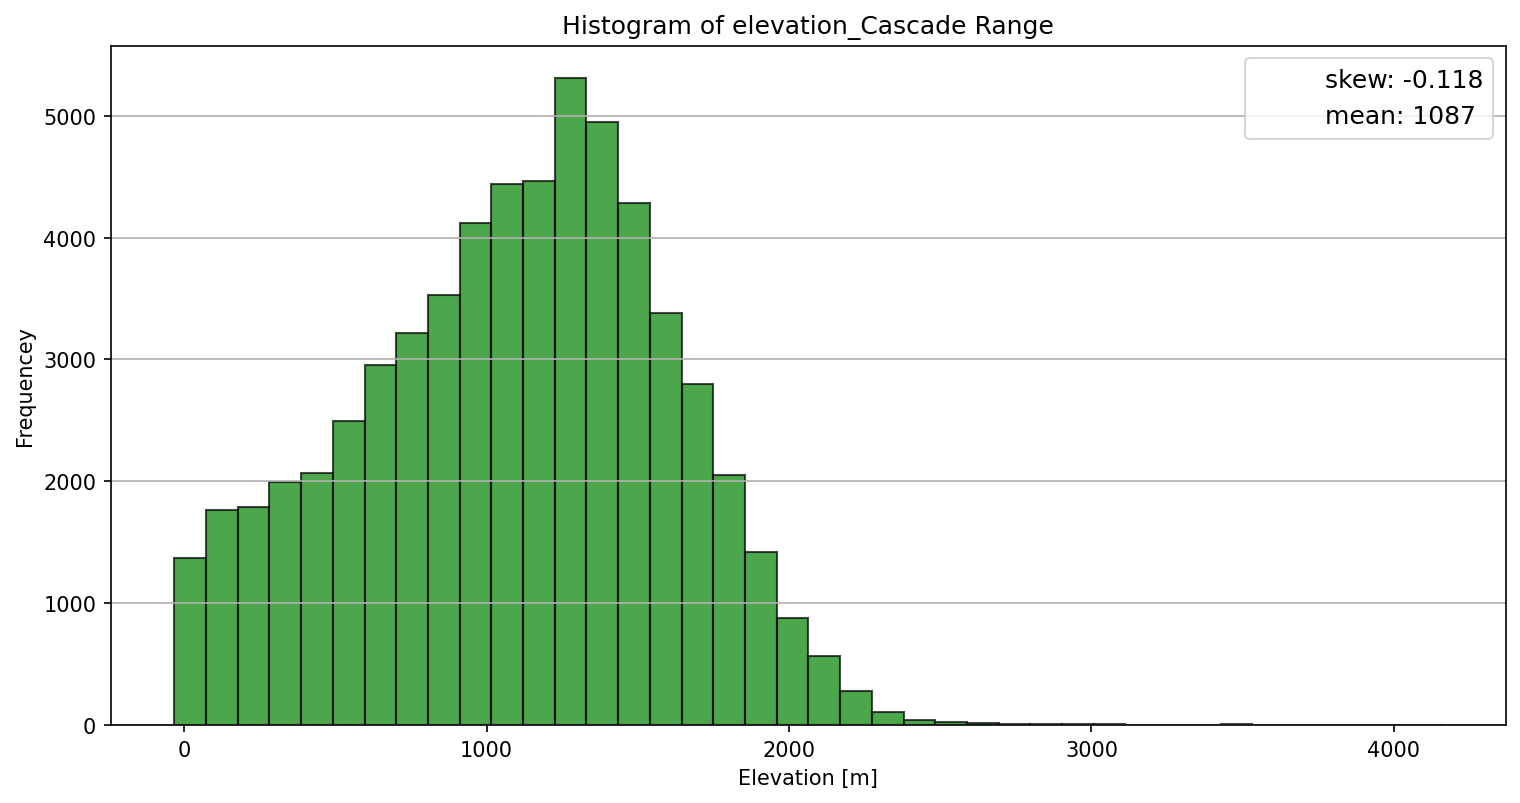 Histogram of elevation_Cascade Range
skew: -0.118
mean: 1087
5000
4000
3000
2000
1000
0
Frequencey
0 1000 2000 3000 4000
Elevation [m]